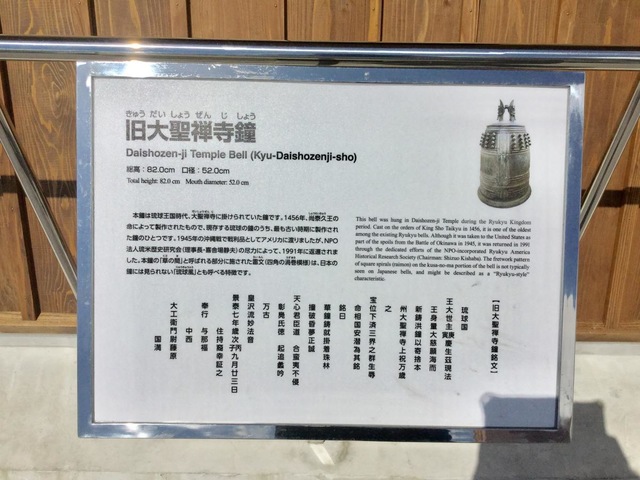 きゅう だい しょう ぜん じ しょう
旧大聖禅寺鐘
Daishozen-ji Temple Bell (Kyu-Daishozenji-sho)
総高：82.0cm 口径：52.0cm
Total height: 82.0 cm Mouth diameter: 52.0 cm
本鐘は琉球王国時代、大聖禅寺に掛けられていた鐘です。1456年、尚泰久王の
命によって製作されたもので、現存する琉球の鐘のうち、最も古い時期に製作され
た鐘のひとつです。1945年の沖縄戦で戦利品としてアメリカに渡りましたが、NPO
法人琉米歴史研究会（理事長・喜舎場静夫）の尽力によって、1991年に返還されま
した。本鐘の「草の間」と呼ばれる部分に施された雷文（四角の渦巻模様）は、日本の
鐘には見られない「琉球風」とも呼べる特徴です。
This bell was hung in Daishozen-ji Temple during the Ryukyu Kingdom
period. Cast on the orders of King Sho Taikyu in 1456, it is one of the oldest
among the existing Ryukyu bells. Although it was taken to the United States as
part of the spoils from the Battle of Okinawa in 1945, it was returned in 1991
through the dedicated efforts of the NPO-incorporated Ryukyu America
Historical Research Society (Chairman: Shizuo Kishaba). The fretwork pattern
of square spirals (raimon) on the kusa-no-ma portion of the bell is not typically
seen on Japanese bells, and might be described as a "Ryukyu-style"
characteristic.
【旧大聖禅寺鐘銘文】
琉球國
王大世主庚寅慶生茲現法
王身量大慈願海而
新鋳洪鐘以寄捨本
州大聖禅寺上祝万歳
之
宝位下済三界之群生辱
命相国安潜為其銘
銘曰
華鐘鋳就掛着珠林
撞破昏夢正誠
天心君臣道合蛮夷不侵
彰鳧氏徳起追蠡吟
万古
皇沢流妙法音
景泰七年歳次丙子九月廿三日
住持裔幸証之
奉行 与那福
中西
大工衛門尉藤原
国満